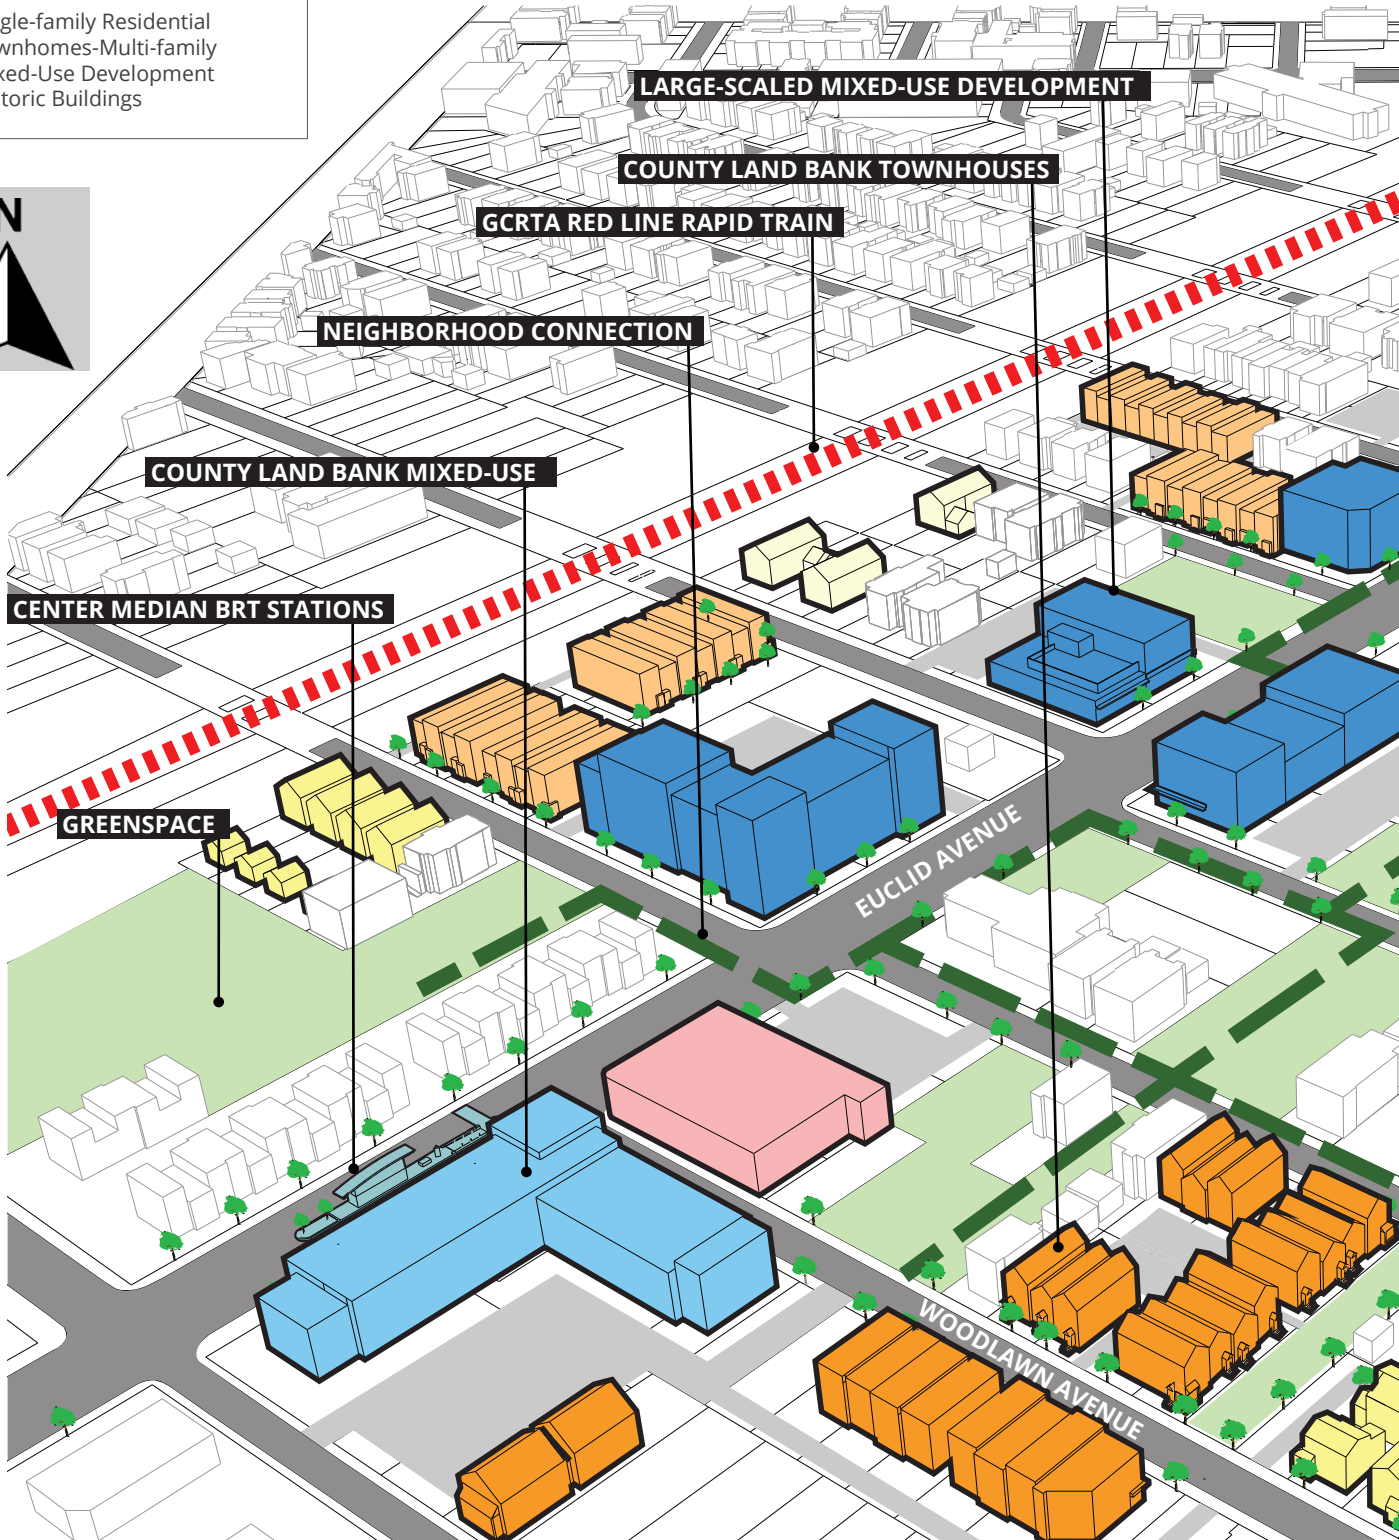 gle-family Residential
wnhomes-Multi-family
xed-Use Development
toric Buildings
N
LARGE-SCALED MIXED-USE DEVELOPMENT
COUNTY LAND BANK TOWNHOUSES
GCRTA RED LINE RAPID TRAIN
NEIGHBORHOOD CONNECTION
COUNTY LAND BANK MIXED-USE
CENTER MEDIAN BRT STATIONS
GREENSPACE
EUCLID AVENUE
WOODLAWN AVENUE